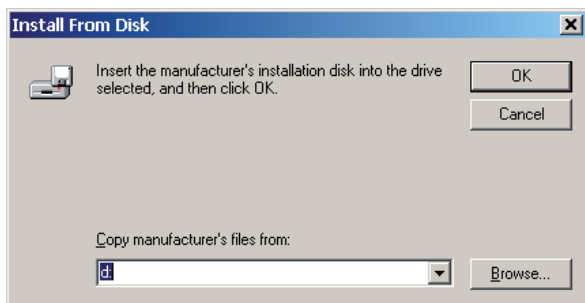 Install From Disk
Insert the manufacturer's installation disk into the drive
selected, and then click OK.
OK
Cancel
Copy manufacturer's files from:
d:
Browse...